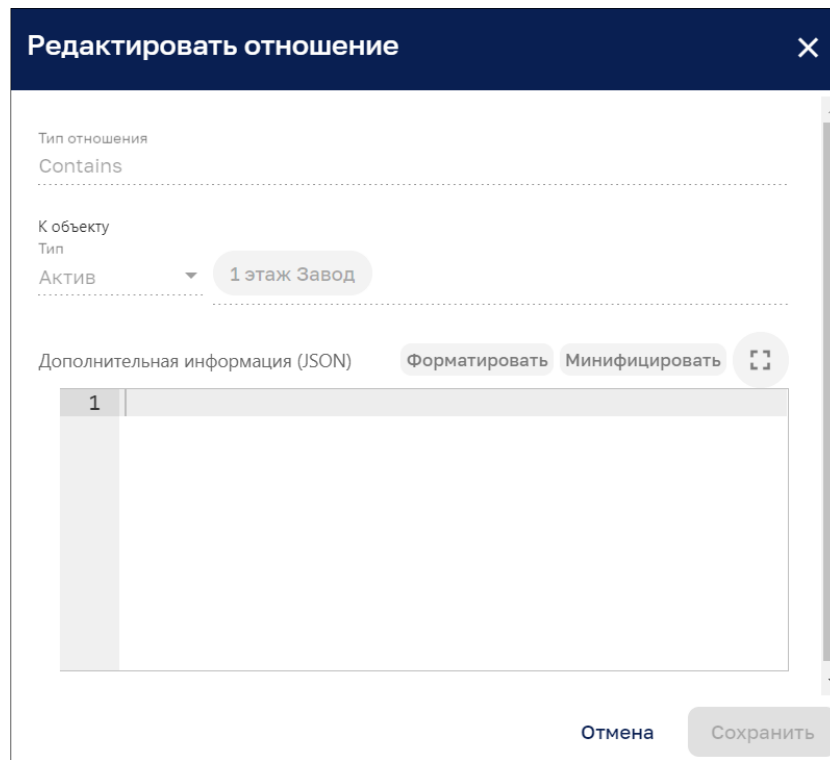 Редактировать отношение
Тип отношения
Contains
К объекту
Тип
Актив
1 этаж Завод
Дополнительная информация (JSON) Форматировать Минифицировать
1
Отмена Сохранить